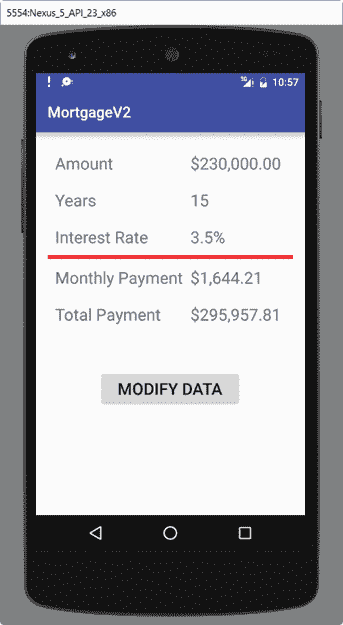 5554:Nexus_5_API_23_x86
3G 10:57
MortgageV2
Amount $230,000.00
Years 15
Interest Rate 3.5%
Monthly Payment $1,644.21
Total Payment $295,957.81
MODIFY DATA